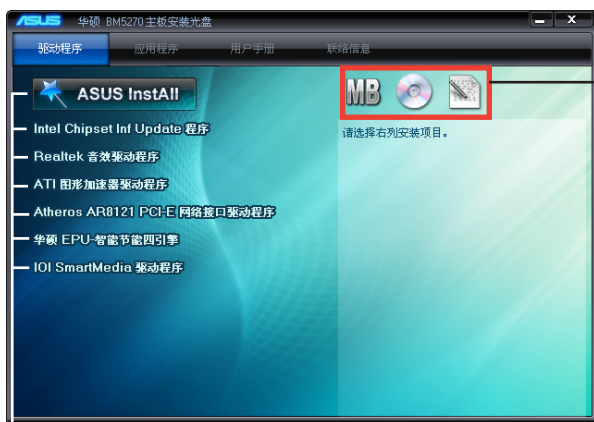 ASUS 华硕 BM5270 主板安装光盘
驱动程序 应用程序 用户手册 联络信息
ASUS InstAll
MB
Intel Chipset Inf Update 程序
请选择右列安装项目。
Realtek 音效驱动程序
ATI 图形加速器驱动程序
Atheros AR8121 PCI-E 网络接口驱动程序
华硕 EPU-智能节能四引擎
IOI SmartMedia 驱动程序